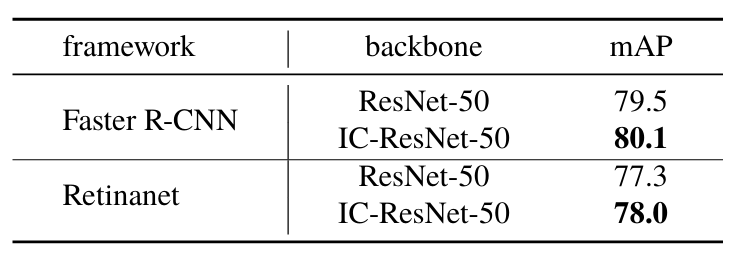 framework backbone mAP
Faster R-CNN ResNet-50 79.5
IC-ResNet-50 80.1
Retinanet ResNet-50 77.3
IC-ResNet-50 78.0